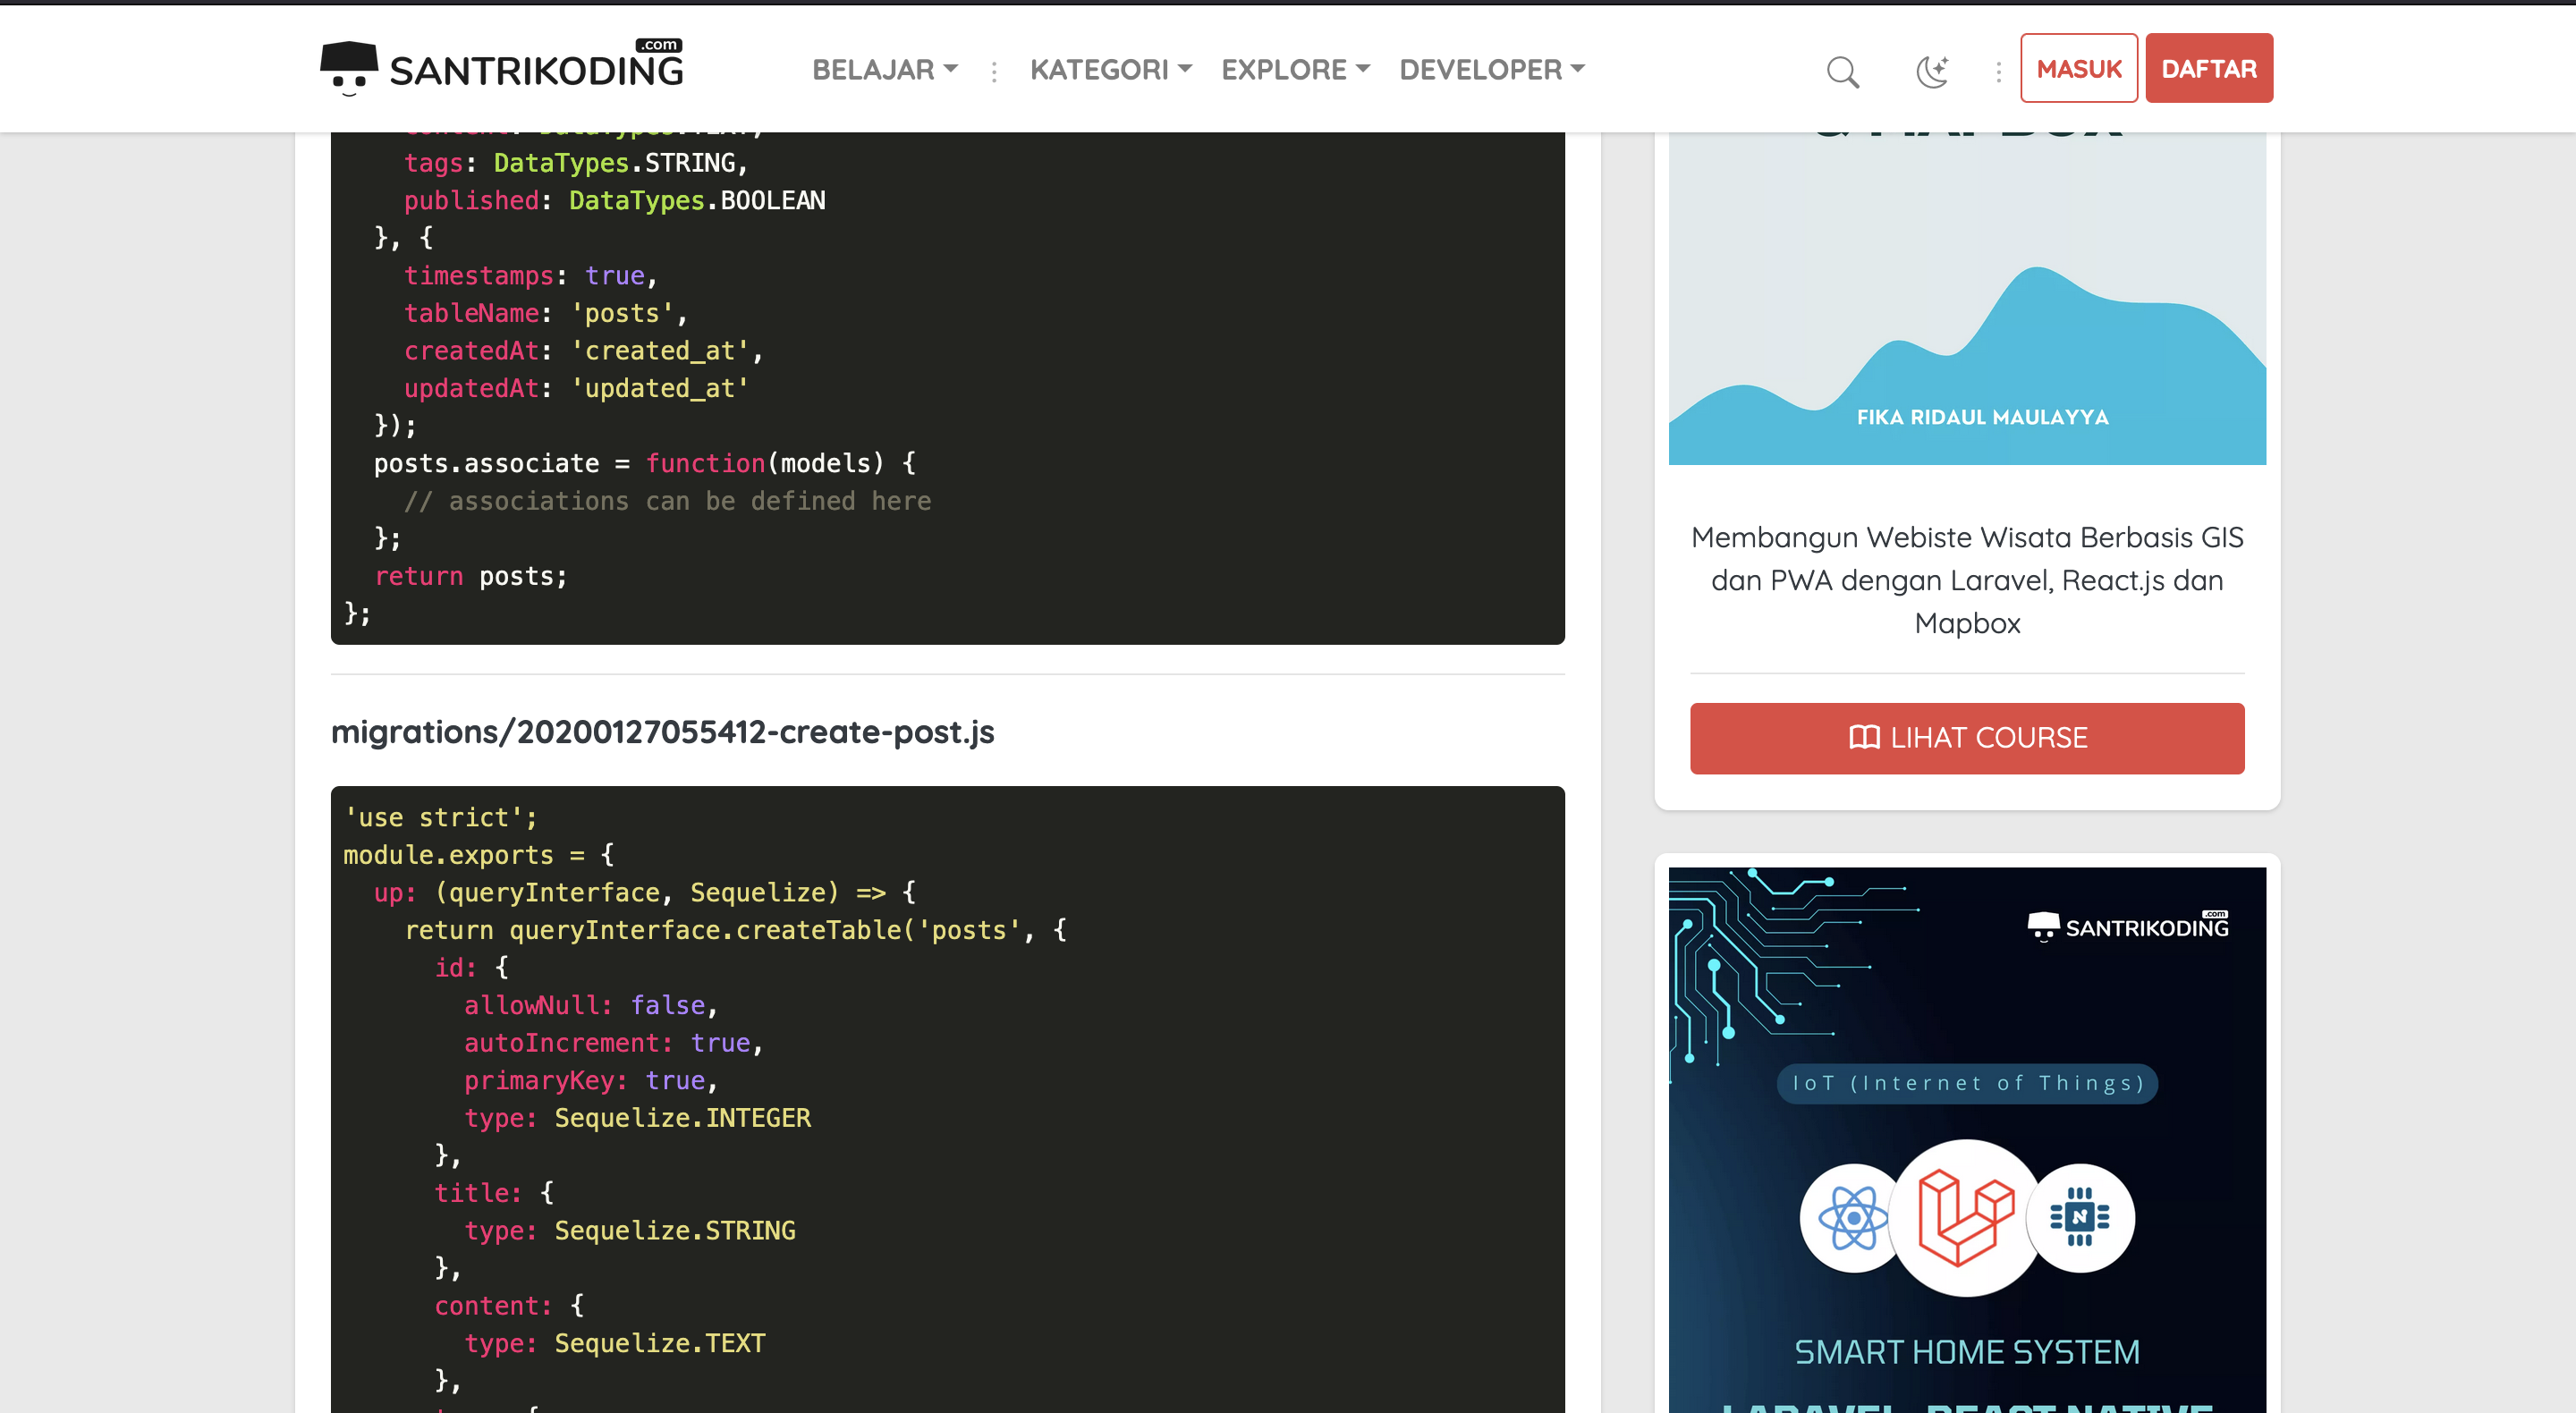 SANTRIKODING
.com
BELAJAR
KATEGORI
EXPLORE
DEVELOPER
MASUK
DAFTAR
tags: DataTypes.STRING,
published: DataTypes.BOOLEAN
}, {
timestamps: true,
tableName: 'posts',
createdAt: 'created_at',
updatedAt: 'updated_at'
});
posts.associate = function(models) {
// associations can be defined here
};
return posts;
};
migrations/20200127055412-create-post.js
'use strict';
module.exports = {
up: (queryInterface, Sequelize) => {
return queryInterface.createTable('posts', {
id: {
allowNull: false,
autoIncrement: true,
primaryKey: true,
type: Sequelize.INTEGER
},
title: {
type: Sequelize.STRING
},
content: {
type: Sequelize.TEXT
},
FIKA RIDAUL MAULAYYA
Membangun Webiste Wisata Berbasis GIS
dan PWA dengan Laravel, React.js dan
Mapbox
LIHAT COURSE
SANTRIKODING
.com
IoT (Internet of Things)
SMART HOME SYSTEM